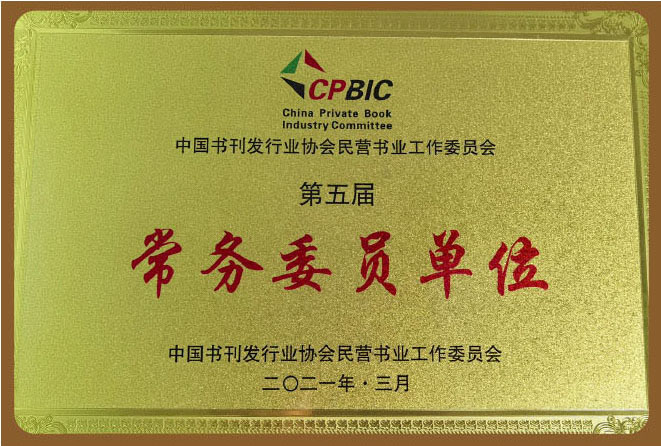 CPBIC
China Private Book
Industry Committee
中国书刊发行业协会民营书业工作委员会
第五届
常务委员单位
中国书刊发行业协会民营书业工作委员会
二〇二一年·三月